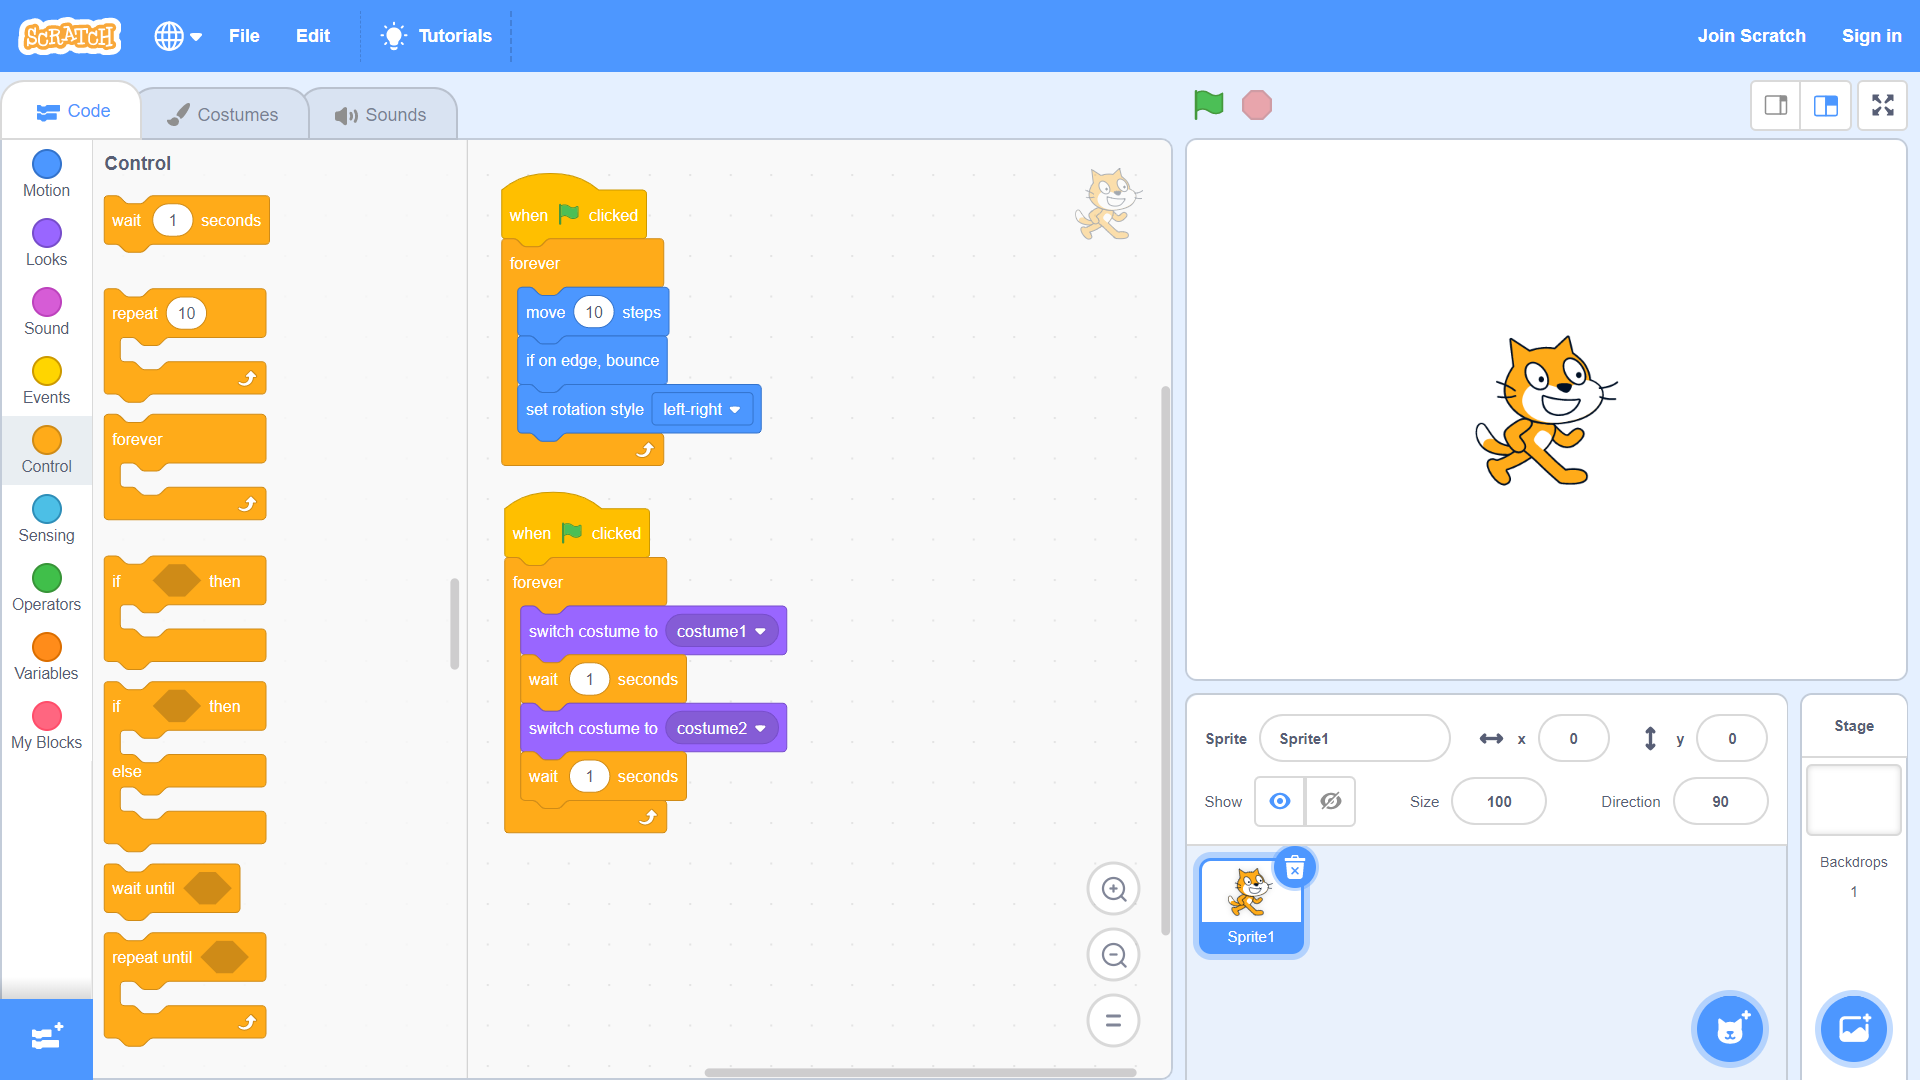 SCRATCH File Edit Tutorials Join Scratch Sign in
Code Costumes Sounds
Motion
Looks
Sound
Events
Control
Sensing
Operators
Variables
My Blocks
Control
wait 1 seconds
repeat 10
forever
if then
if then
else
wait until
repeat until
when clicked
forever
move 10 steps
if on edge, bounce
set rotation style left-right
when clicked
forever
switch costume to costume1
wait 1 seconds
switch costume to costume2
wait 1 seconds
Sprite Sprite1 x 0 y 0
Show Size 100 Direction 90
Sprite1
Stage
Backdrops
1